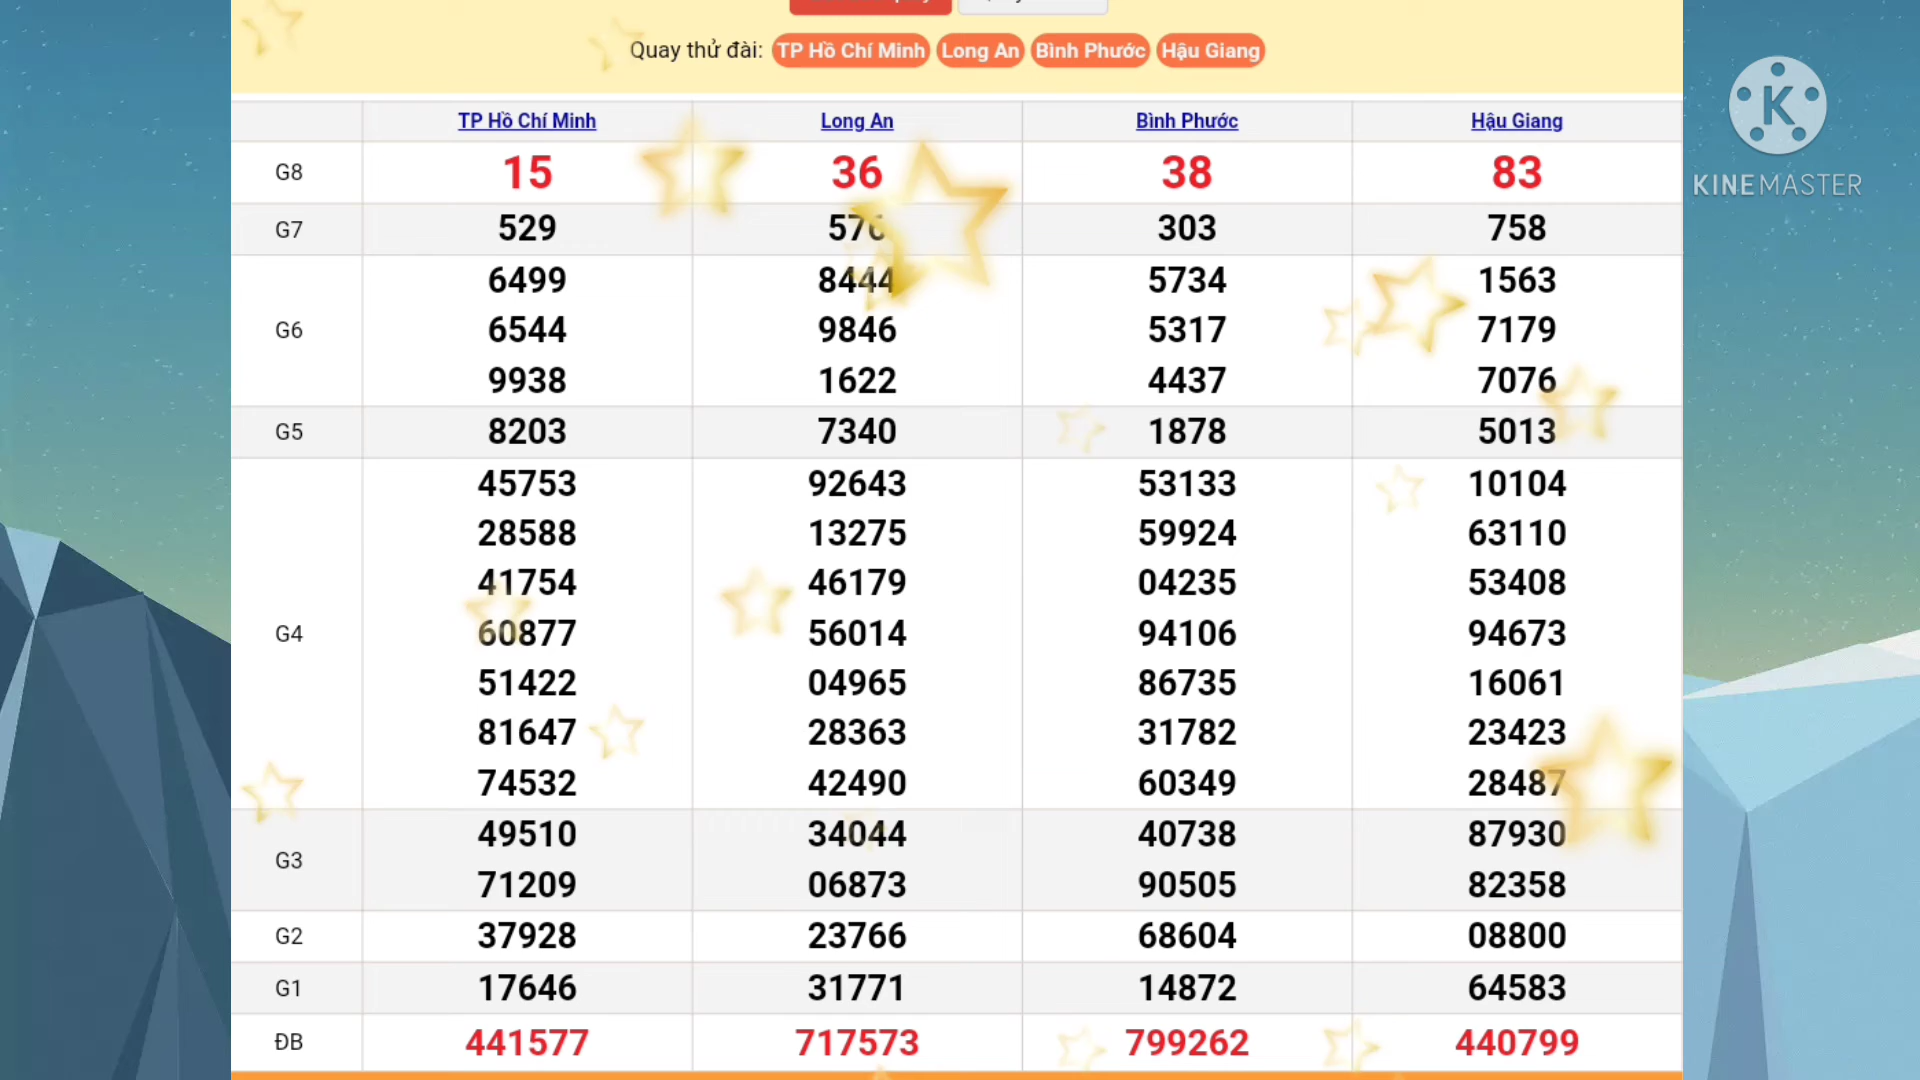 Quay thử đài: TP Hồ Chí Minh Long An Bình Phước Hậu Giang
KINEMASTER
TP Hồ Chí Minh Long An Bình Phước Hậu Giang
G8 15 36 38 83
G7 529 576 303 758
6499 8444 5734 1563
G6 6544 9846 5317 7179
9938 1622 4437 7076
G5 8203 7340 1878 5013
45753 92643 53133 10104
28588 13275 59924 63110
41754 46179 04235 53408
G4 60877 56014 94106 94673
51422 04965 86735 16061
81647 28363 31782 23423
74532 42490 60349 28487
49510 34044 40738 87930
G3
71209 06873 90505 82358
G2 37928 23766 68604 08800
G1 17646 31771 14872 64583
ĐB 441577 717573 799262 440799